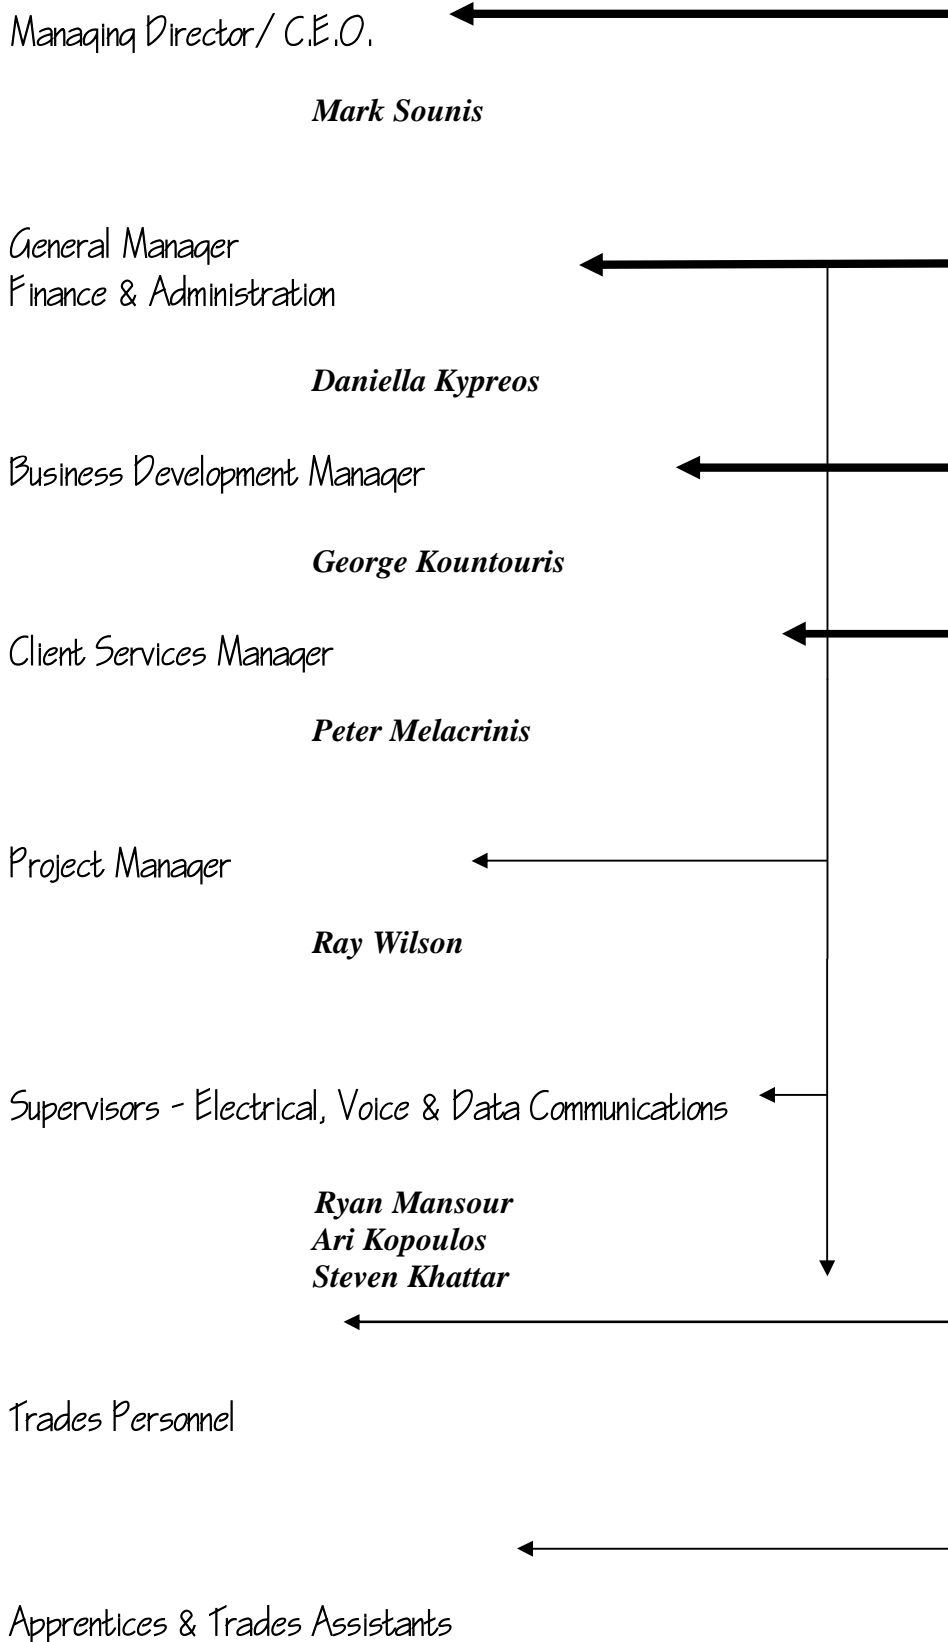 Managing Director/ C.E.O.
Mark Sounis
General Manager
Finance & Administration
Daniella Kypreos
Business Development Manager
George Kountouris
Client Services Manager
Peter Melacrinis
Project Manager
Ray Wilson
Supervisors - Electrical, Voice & Data Communications
Ryan Mansour
Ari Kopoulos
Steven Khattar
Trades Personnel
Apprentices & Trades Assistants